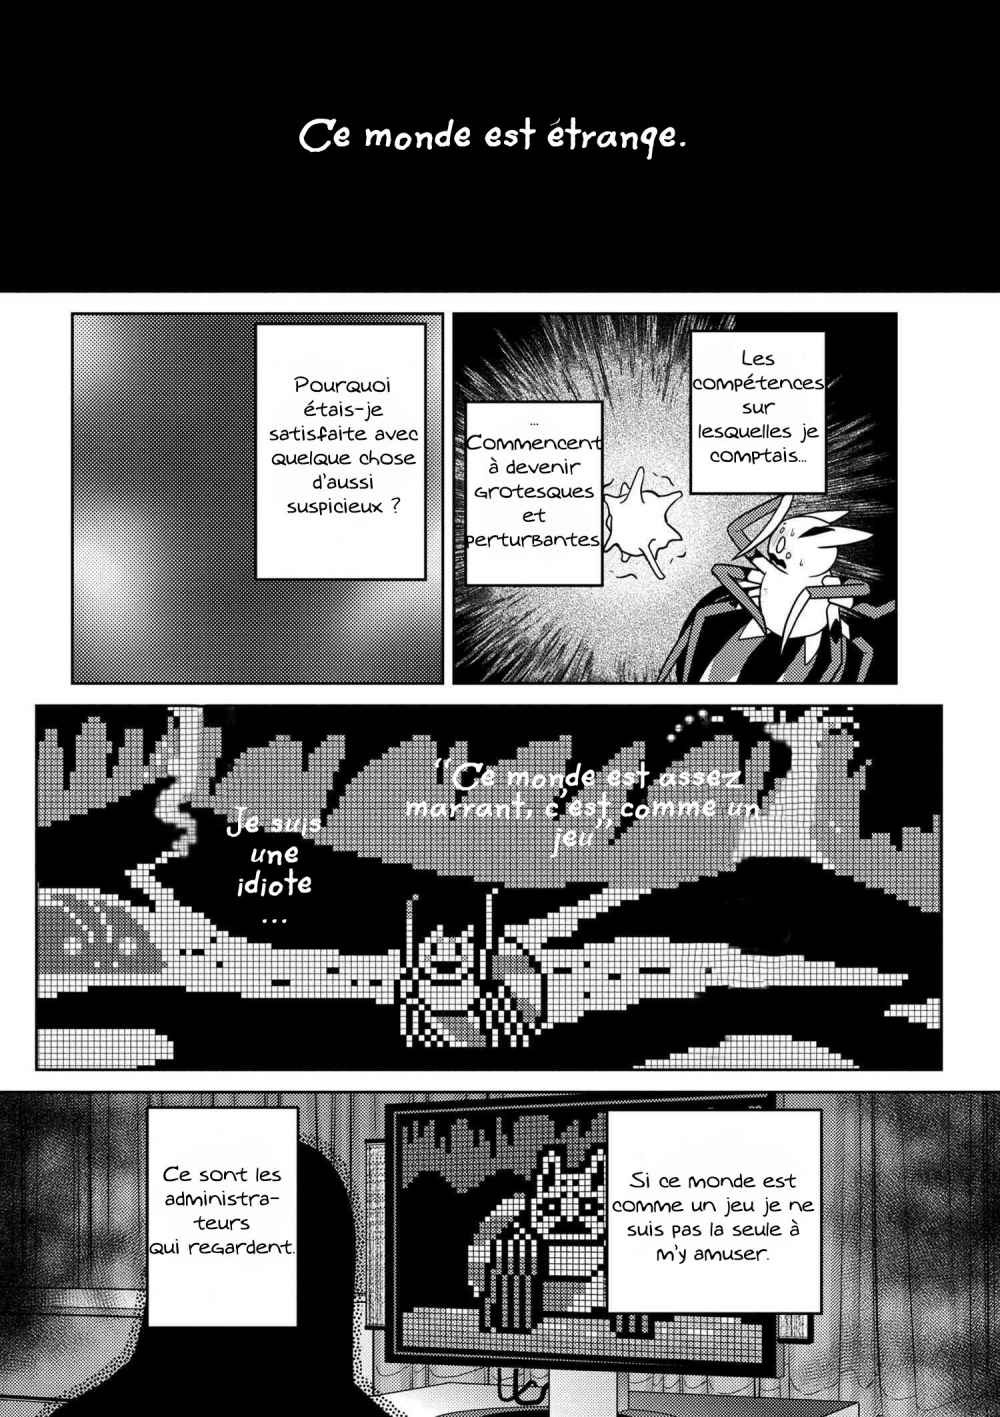 Ce monde est étrange.
Les
compétences
sur
lesquelles je
comptais...
...
Commencent
à devenir
grotesques
et
perturbantes
Pourquoi
étais-je
satisfaite avec
quelque chose
d'aussi
suspicieux ?
"Ce monde est assez
marrant, c'est comme un
jeu"
Je suis
une
idiote
...
Si ce monde est
comme un jeu je ne
suis pas la seule à
m'y amuser.
Ce sont les
administra-
teurs
qui regardent.